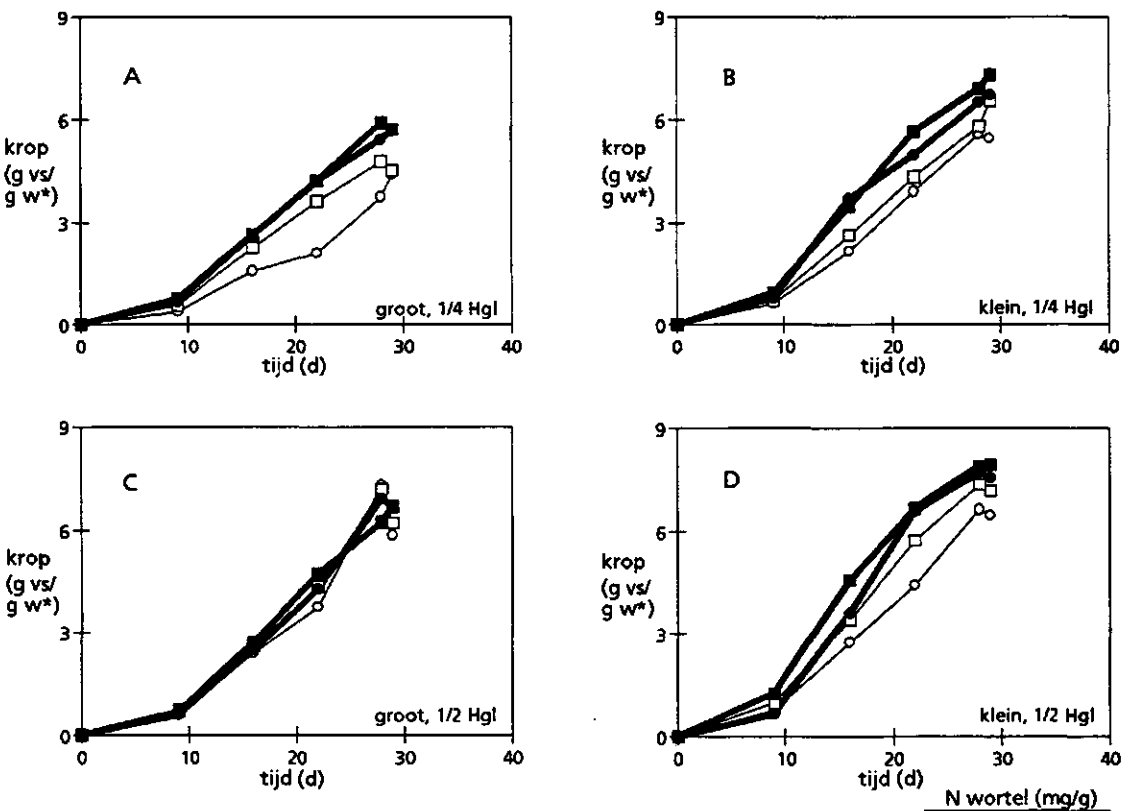 9
6
3
0
A
krop
(g vs/
g w*)
groot, 1/4 Hgl
0 10 20 30 40
tijd (d)
9
6
3
0
B
krop
(g vs/
g w*)
klein, 1/4 Hgl
0 10 20 30 40
tijd (d)
9
6
3
0
C
krop
(g vs/
g w*)
groot, 1/2 Hgl
0 10 20 30 40
tijd (d)
9
6
3
0
D
krop
(g vs/
g w*)
klein, 1/2 Hgl
0 10 20 30 40
tijd (d)
N wortel (mg/g)